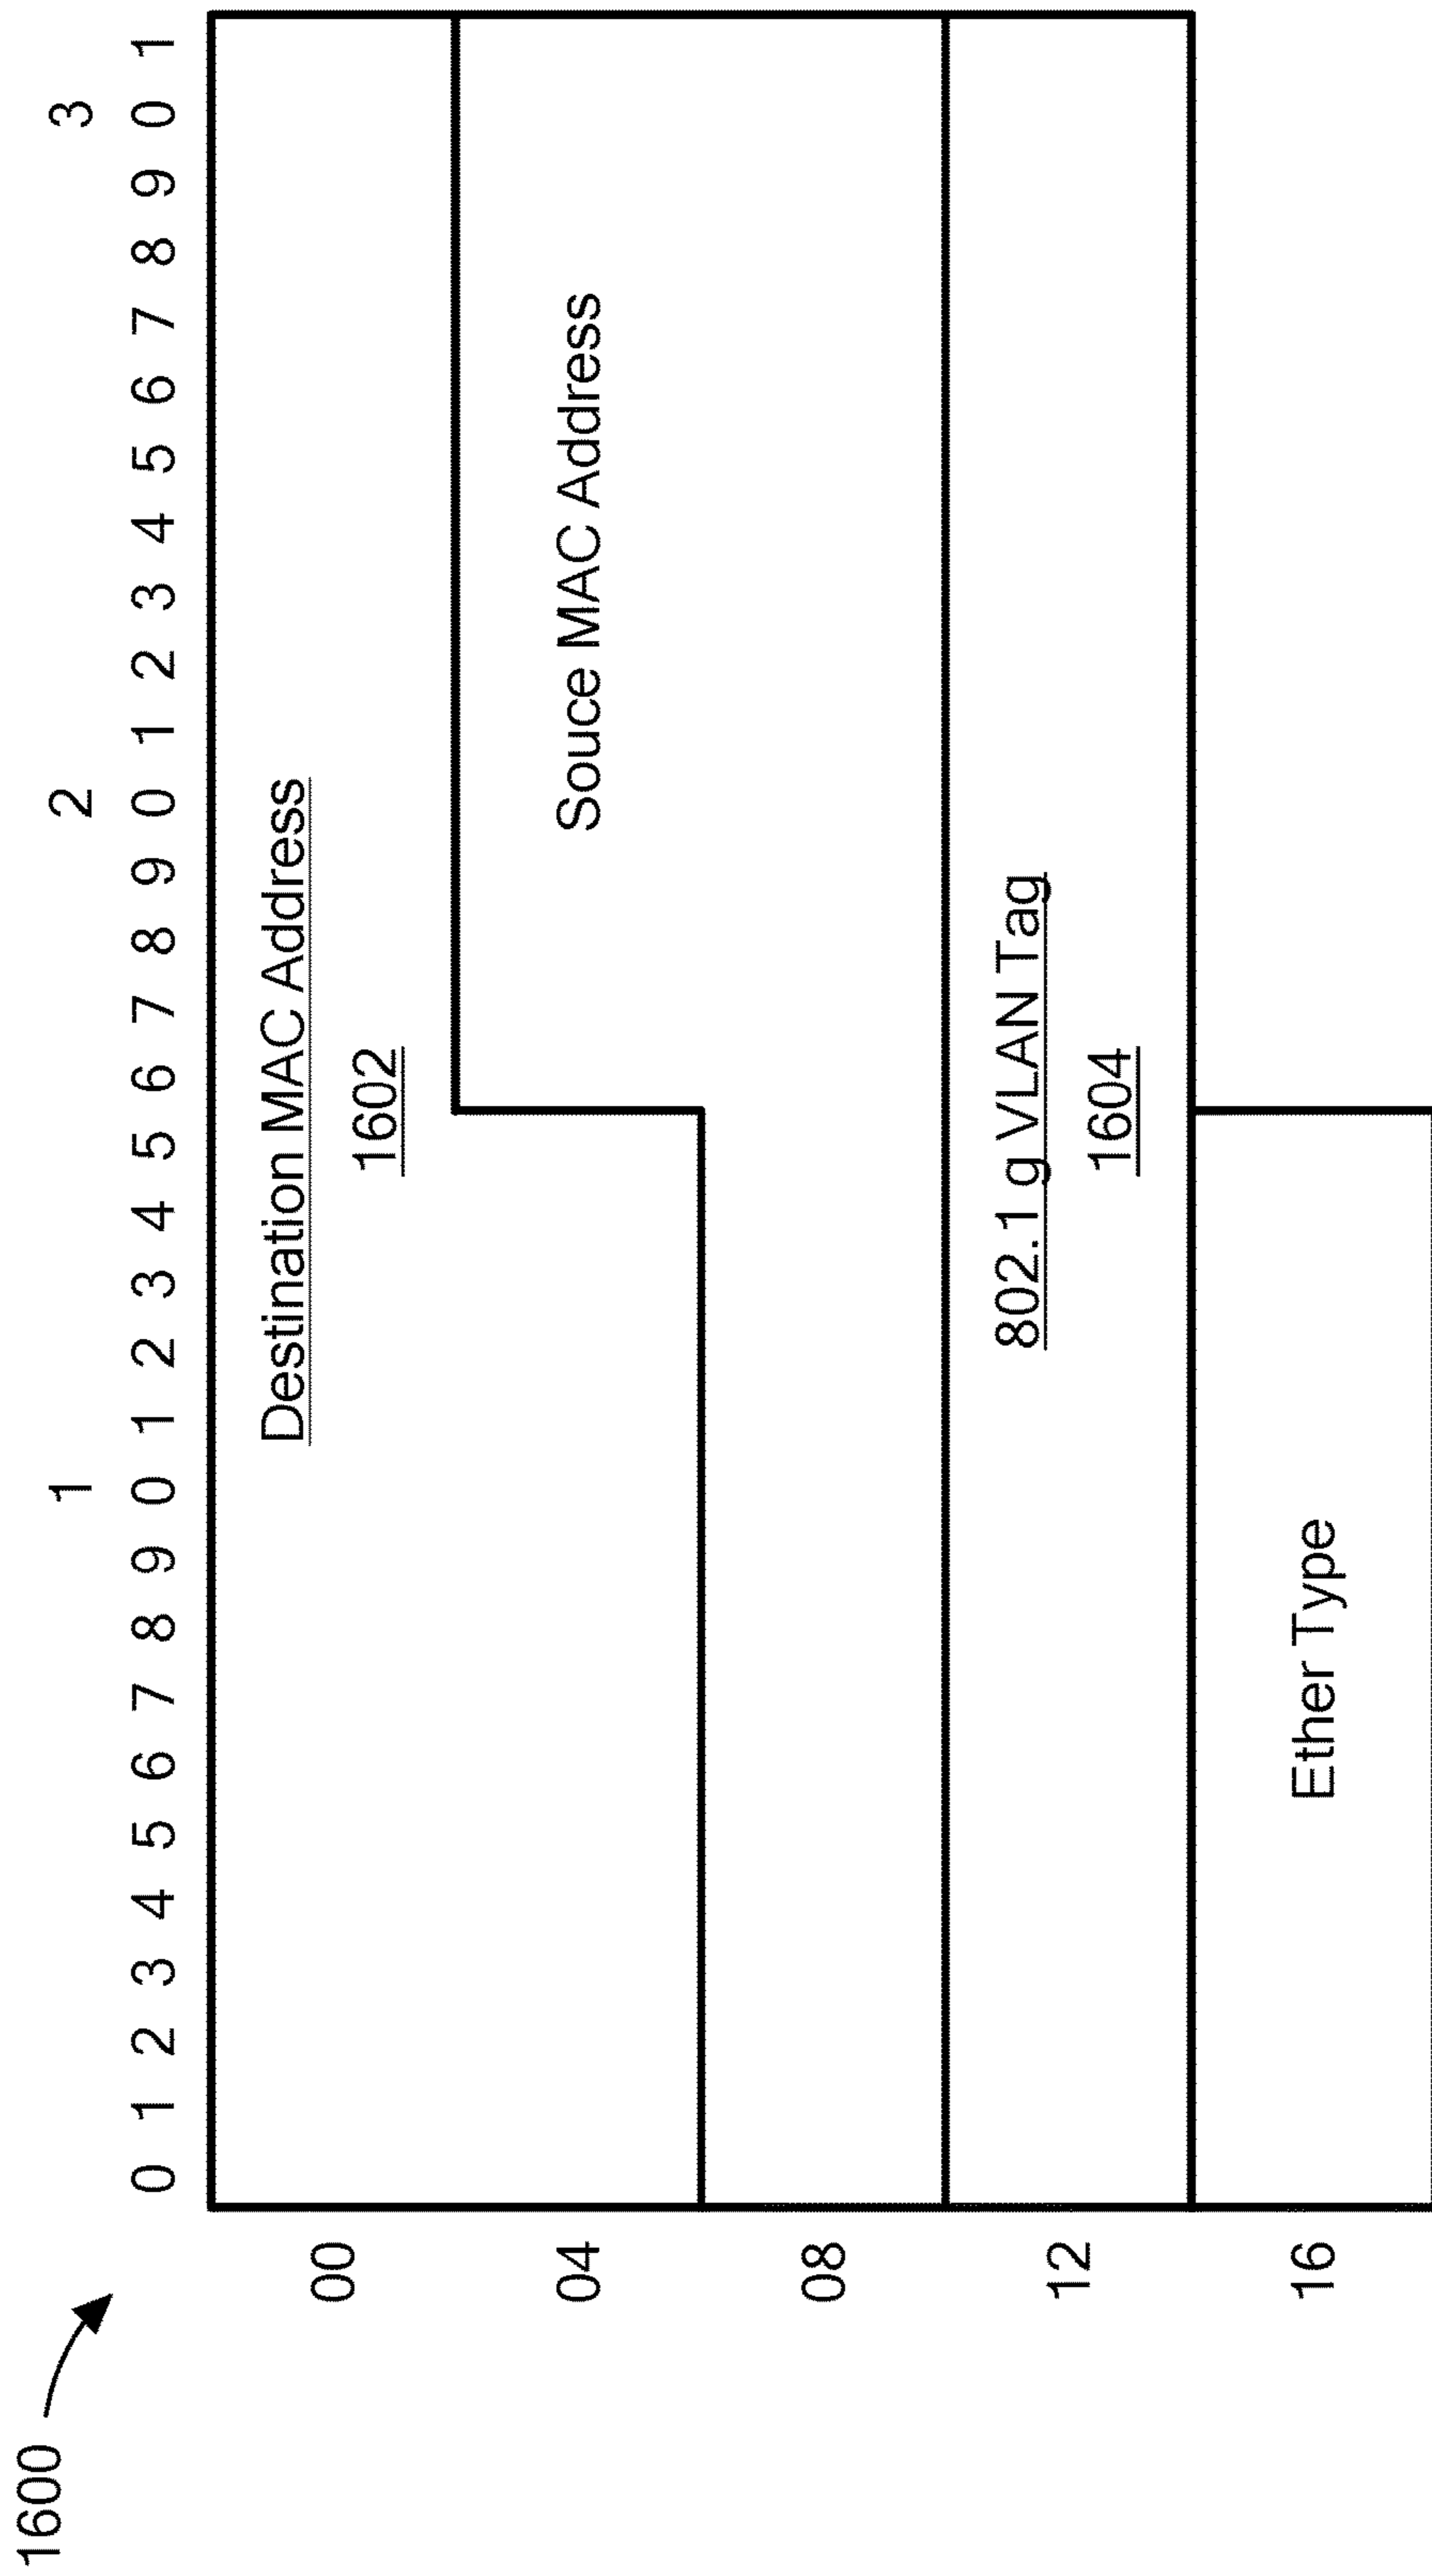 1600
1 2 3
0 1 2 3 4 5 6 7 8 9 0 1 2 3 4 5 6 7 8 9 0 1 2 3 4 5 6 7 8 9 0 1
00
Destination MAC Address
1602
04
Souce MAC Address
08
12
802.1 g VLAN Tag
1604
16
Ether Type